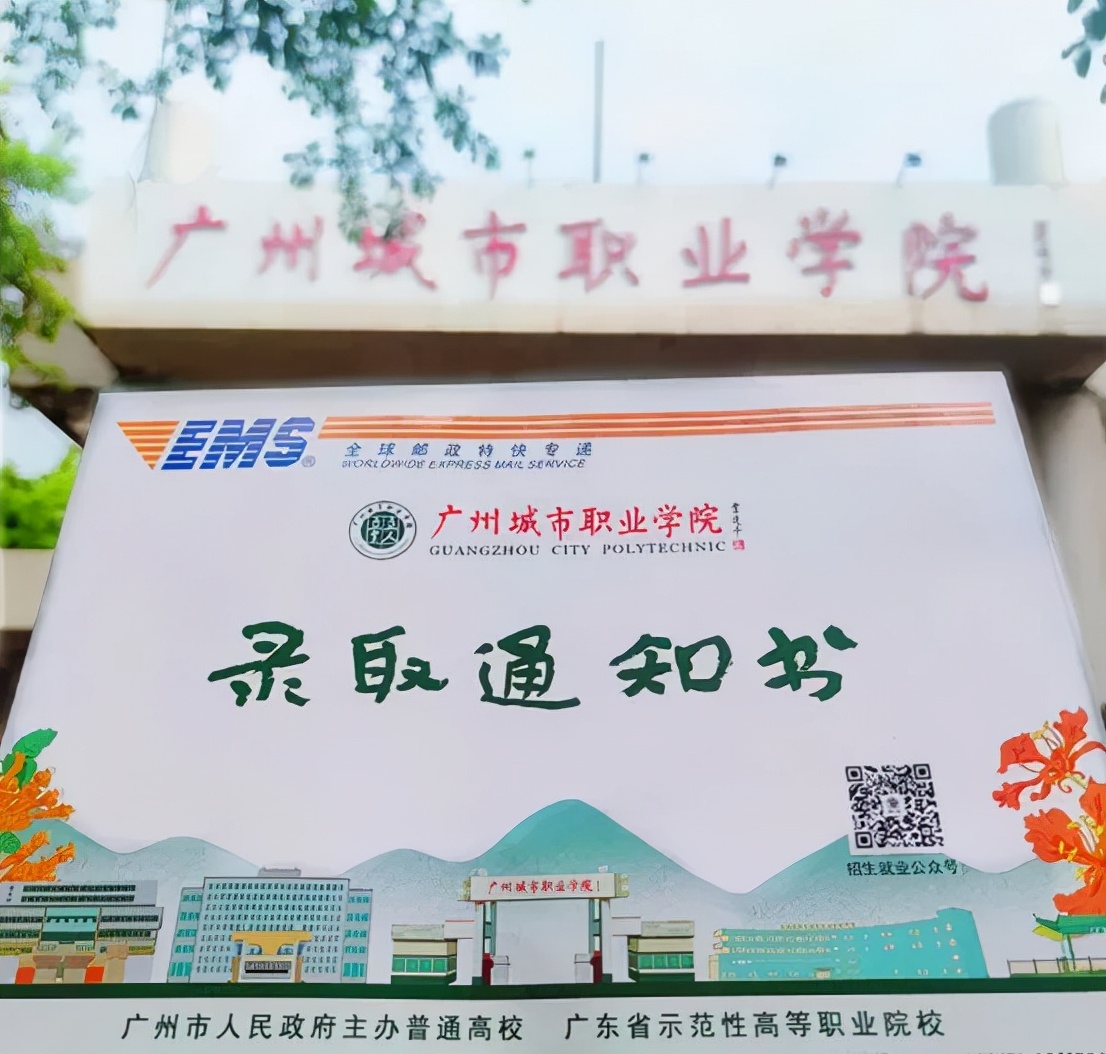 广州城市职业学院
EMS
全球邮政特快专递
WORLDWIDE EXPRESS MAIL SERVICE
广州城市职业学院
GUANGZHOU CITY POLYTECHNIC
录取通知书
招生就业公众号
广州城市职业学院
广州市人民政府主办普通高校 广东省示范性高等职业院校